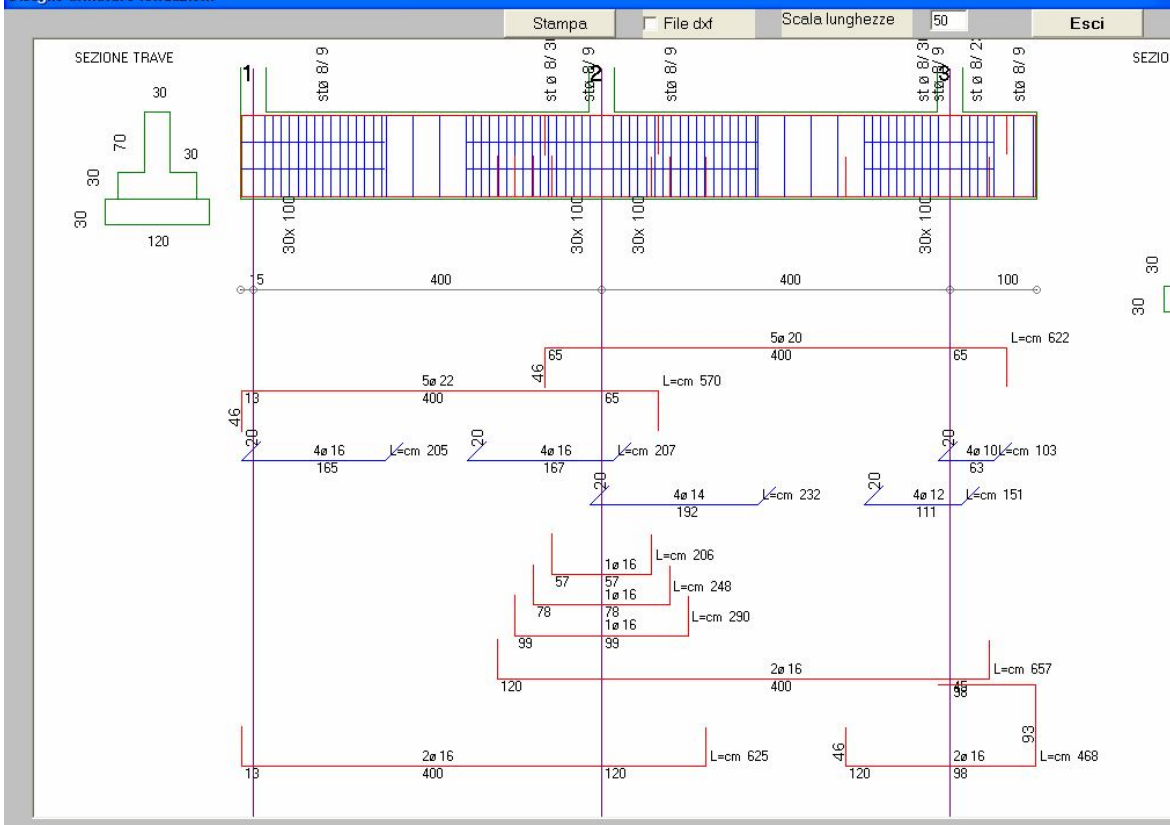 Stampa
File dxf
Scala lunghezze
50
Esci
SEZIONE TRAVE
30
70
30
30
30
120
1
2
3
stø 8/ 9
st ø 8/ 30
stø 8/ 9
stø 8/ 9
st ø 8/ 30
stø 8/ 9
stø 8/ 9
30x 100
30x 100
30x 100
30x 100
400
400
100
30
30
5ø 20
L=cm 622
65
400
65
46
5ø 22
L=cm 570
13
400
65
46
20
4ø 16
L=cm 205
165
20
4ø 16
L=cm 207
167
20
4ø 10
L=cm 103
63
20
4ø 14
L=cm 232
192
20
4ø 12
L=cm 151
111
1ø 16
L=cm 206
57
57
1ø 16
L=cm 248
78
78
1ø 16
L=cm 290
99
99
2ø 16
L=cm 657
120
400
98
93
2ø 16
L=cm 625
13
400
120
46
2ø 16
L=cm 468
120
98